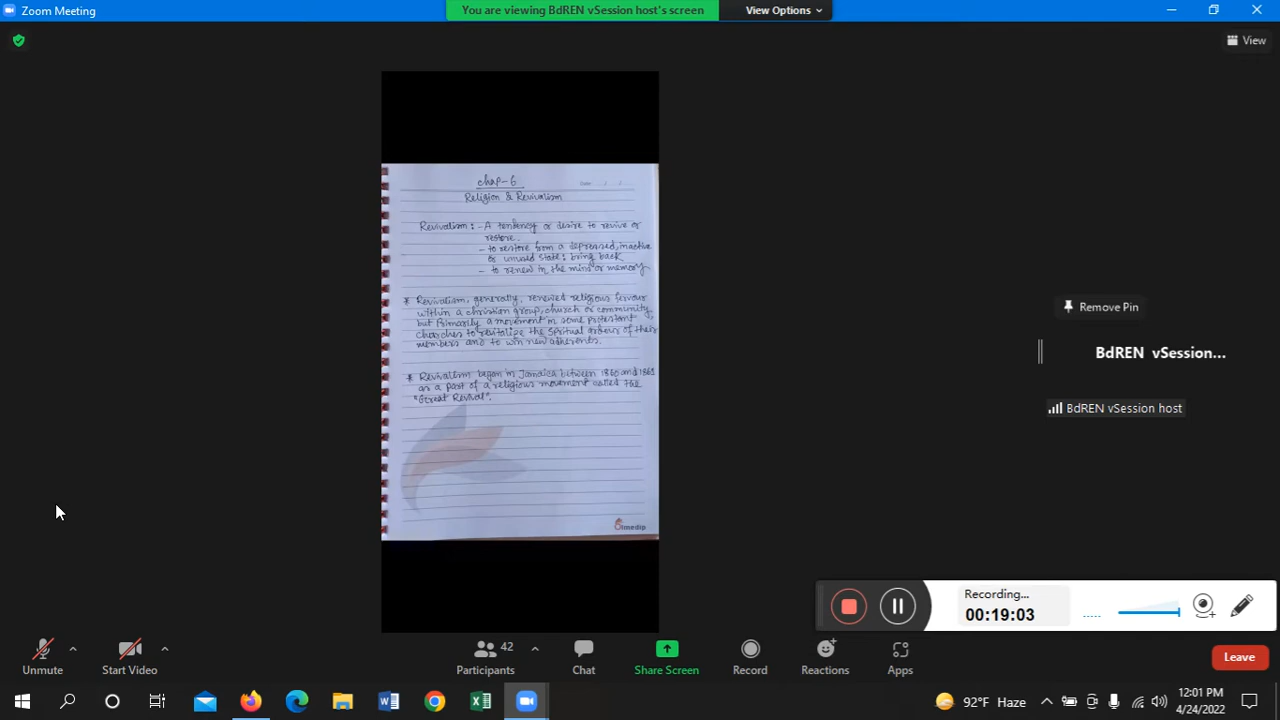 Zoom Meeting
You are viewing BdREN vSession host's screen
View Options
View
chap-6
Date:
Religion & Revivalism
Revivalism: - A tendency or desire to revive or
restore.
- to restore from a depressed, inactive
or unused state: bring back
- to renew in the mind or memory
* Revivalism, generally, renewed religious fervour
within a christian group, church or community,
but Primarily a movement in some protestant
churches to revitalize the spritual ardour of their
members and to win new adherents.
* Revivalism began in Jamaica between 1860 and 1861
as a part of a religious movement called the
"Great Revival".
Olmedip
Remove Pin
BdREN vSession...
BdREN vSession host
Recording...
00:19:03
Unmute
Start Video
42
Participants
Chat
Share Screen
Record
Reactions
Apps
Leave
92°F Haze
12:01 PM
4/24/2022